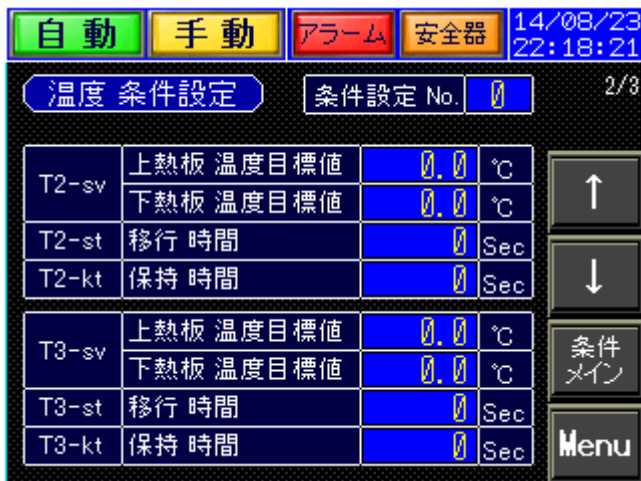 自動 手動 アラーム 安全器 14/08/23
22:18:21
温度 条件設定 条件設定 No. 0 2/3
T2-sv 上熱板 温度目標値 0.0 ℃
下熱板 温度目標値 0.0 ℃
T2-st 移行 時間 0 Sec
T2-kt 保持 時間 0 Sec
T3-sv 上熱板 温度目標値 0.0 ℃
下熱板 温度目標値 0.0 ℃
T3-st 移行 時間 0 Sec
T3-kt 保持 時間 0 Sec
↑
↓
条件
メイン
Menu